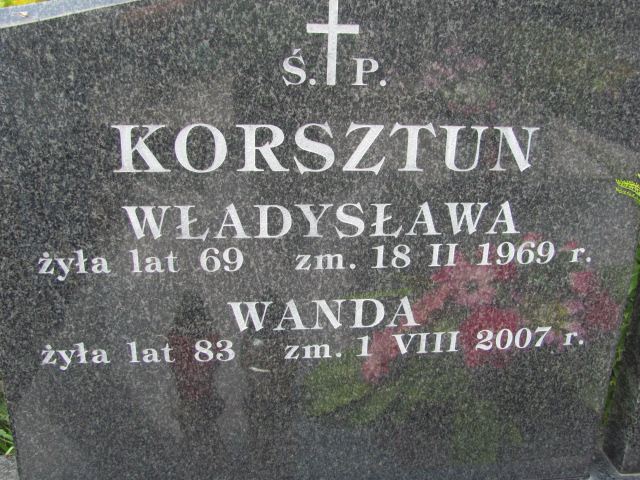 Ś. P.
KORSZTUN
WŁADYSŁAWA
żyła lat 69 zm. 18 II 1969 r.
WANDA
żyła lat 83 zm. 1 VIII 2007 r.